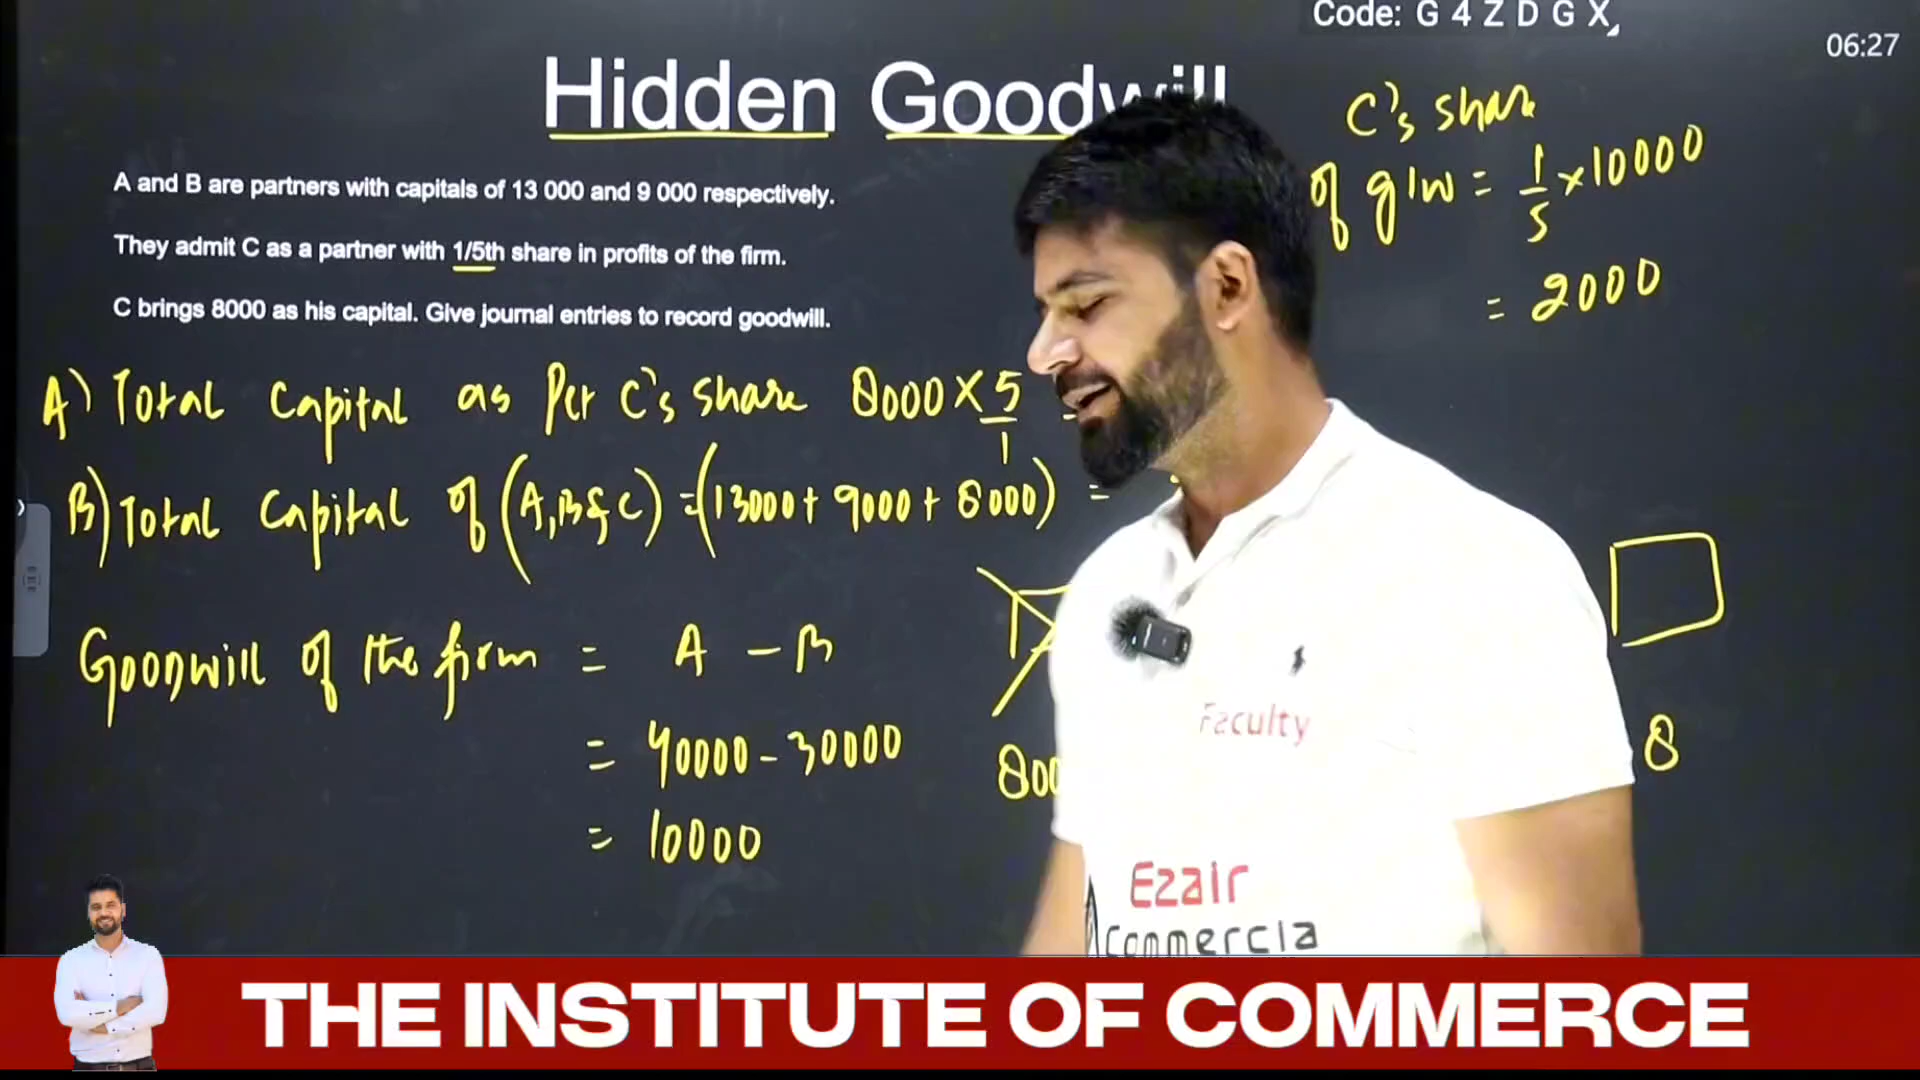 Code: G 4 Z D G X
06:27
Hidden Goodwill
A and B are partners with capitals of 13 000 and 9 000 respectively.
They admit C as a partner with 1/5th share in profits of the firm.
C brings 8000 as his capital. Give journal entries to record goodwill.
C's share
of g/w = 1/5 × 10000
= 2000
A) Total Capital as Per C's share 8000 × 5/1
B) Total Capital of (A, B & C) = (13000 + 9000 + 8000) =
Goodwill of the firm = A - B
= 40000 - 30000
= 10000
800
8
Faculty
Ezair
Commercia
THE INSTITUTE OF COMMERCE